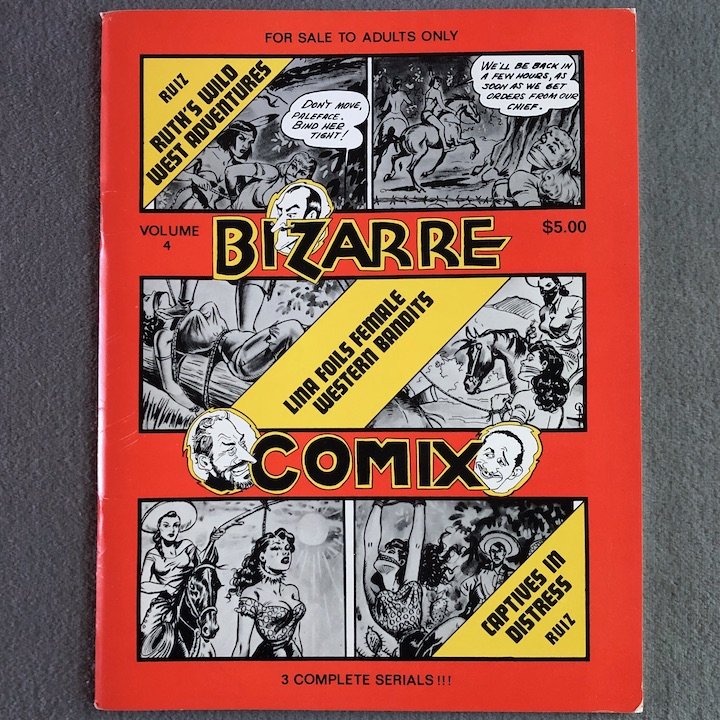 FOR SALE TO ADULTS ONLY
RUIZ
RUTH'S WILD
WEST ADVENTURES
DON'T MOVE,
PALEFACE.
BIND HER
TIGHT!
WE'LL BE BACK IN
A FEW HOURS, AS
SOON AS WE GET
ORDERS FROM OUR
CHIEF.
VOLUME
4
BIZARRE
$5.00
LINA FOILS FEMALE
WESTERN BANDITS
COMIX
CAPTIVES IN
DISTRESS
RUIZ
3 COMPLETE SERIALS!!!